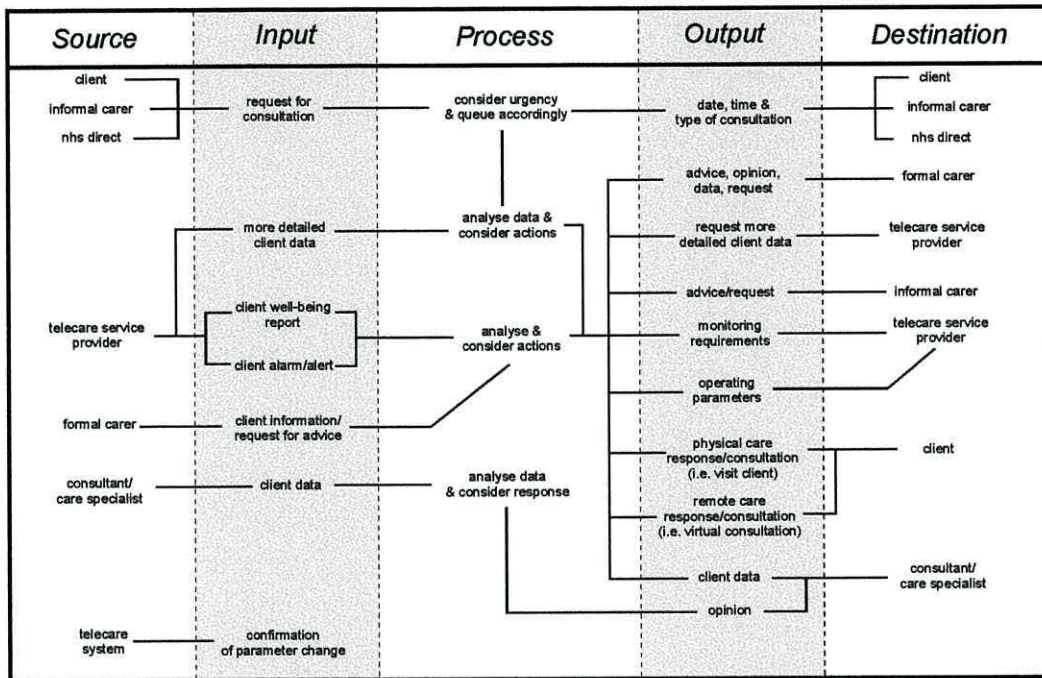 Source
Input
Process
Output
Destination
client
informal carer
nhs direct
request for
consultation
consider urgency
& queue accordingly
date, time &
type of consultation
client
informal carer
nhs direct
advice, opinion,
data, request
formal carer
more detailed
client data
analyse data &
consider actions
request more
detailed client data
telecare service
provider
telecare service
provider
client well-being
report
client alarm/alert
analyse &
consider actions
advice/request
informal carer
monitoring
requirements
telecare service
provider
operating
parameters
formal carer
client information/
request for advice
physical care
response/consultation
(i.e. visit client)
client
consultant/
care specialist
client data
analyse data
& consider response
remote care
response/consultation
(i.e. virtual consultation)
client data
consultant/
care specialist
opinion
telecare
system
confirmation
of parameter change